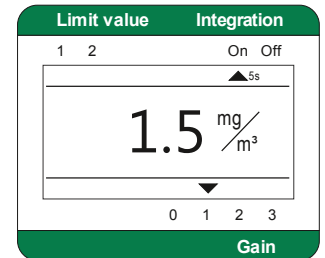 Limit value Integration
1 2 On Off
5s
1.5 mg/m³
0 1 2 3
Gain